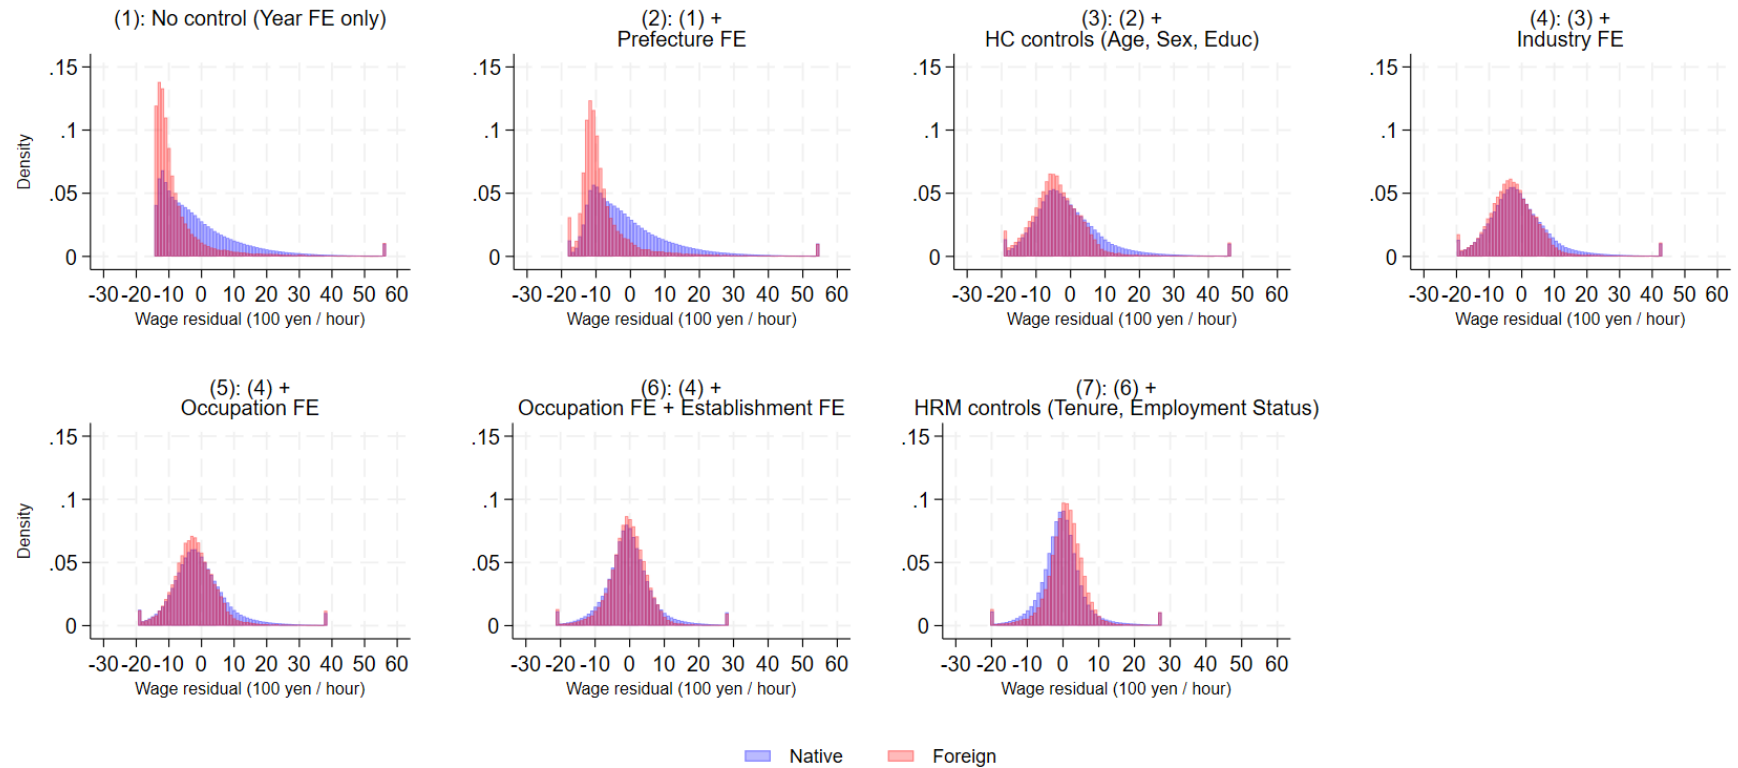 (1): No control (Year FE only)
.15
.1
.05
0
Density
-30 -20 -10 0 10 20 30 40 50 60
Wage residual (100 yen / hour)
(2): (1) +
Prefecture FE
.15
.1
.05
0
-30 -20 -10 0 10 20 30 40 50 60
Wage residual (100 yen / hour)
(3): (2) +
HC controls (Age, Sex, Educ)
.15
.1
.05
0
-30 -20 -10 0 10 20 30 40 50 60
Wage residual (100 yen / hour)
(4): (3) +
Industry FE
.15
.1
.05
0
-30 -20 -10 0 10 20 30 40 50 60
Wage residual (100 yen / hour)
(5): (4) +
Occupation FE
.15
.1
.05
0
Density
-30 -20 -10 0 10 20 30 40 50 60
Wage residual (100 yen / hour)
(6): (4) +
Occupation FE + Establishment FE
.15
.1
.05
0
-30 -20 -10 0 10 20 30 40 50 60
Wage residual (100 yen / hour)
(7): (6) +
HRM controls (Tenure, Employment Status)
.15
.1
.05
0
-30 -20 -10 0 10 20 30 40 50 60
Wage residual (100 yen / hour)
Native Foreign